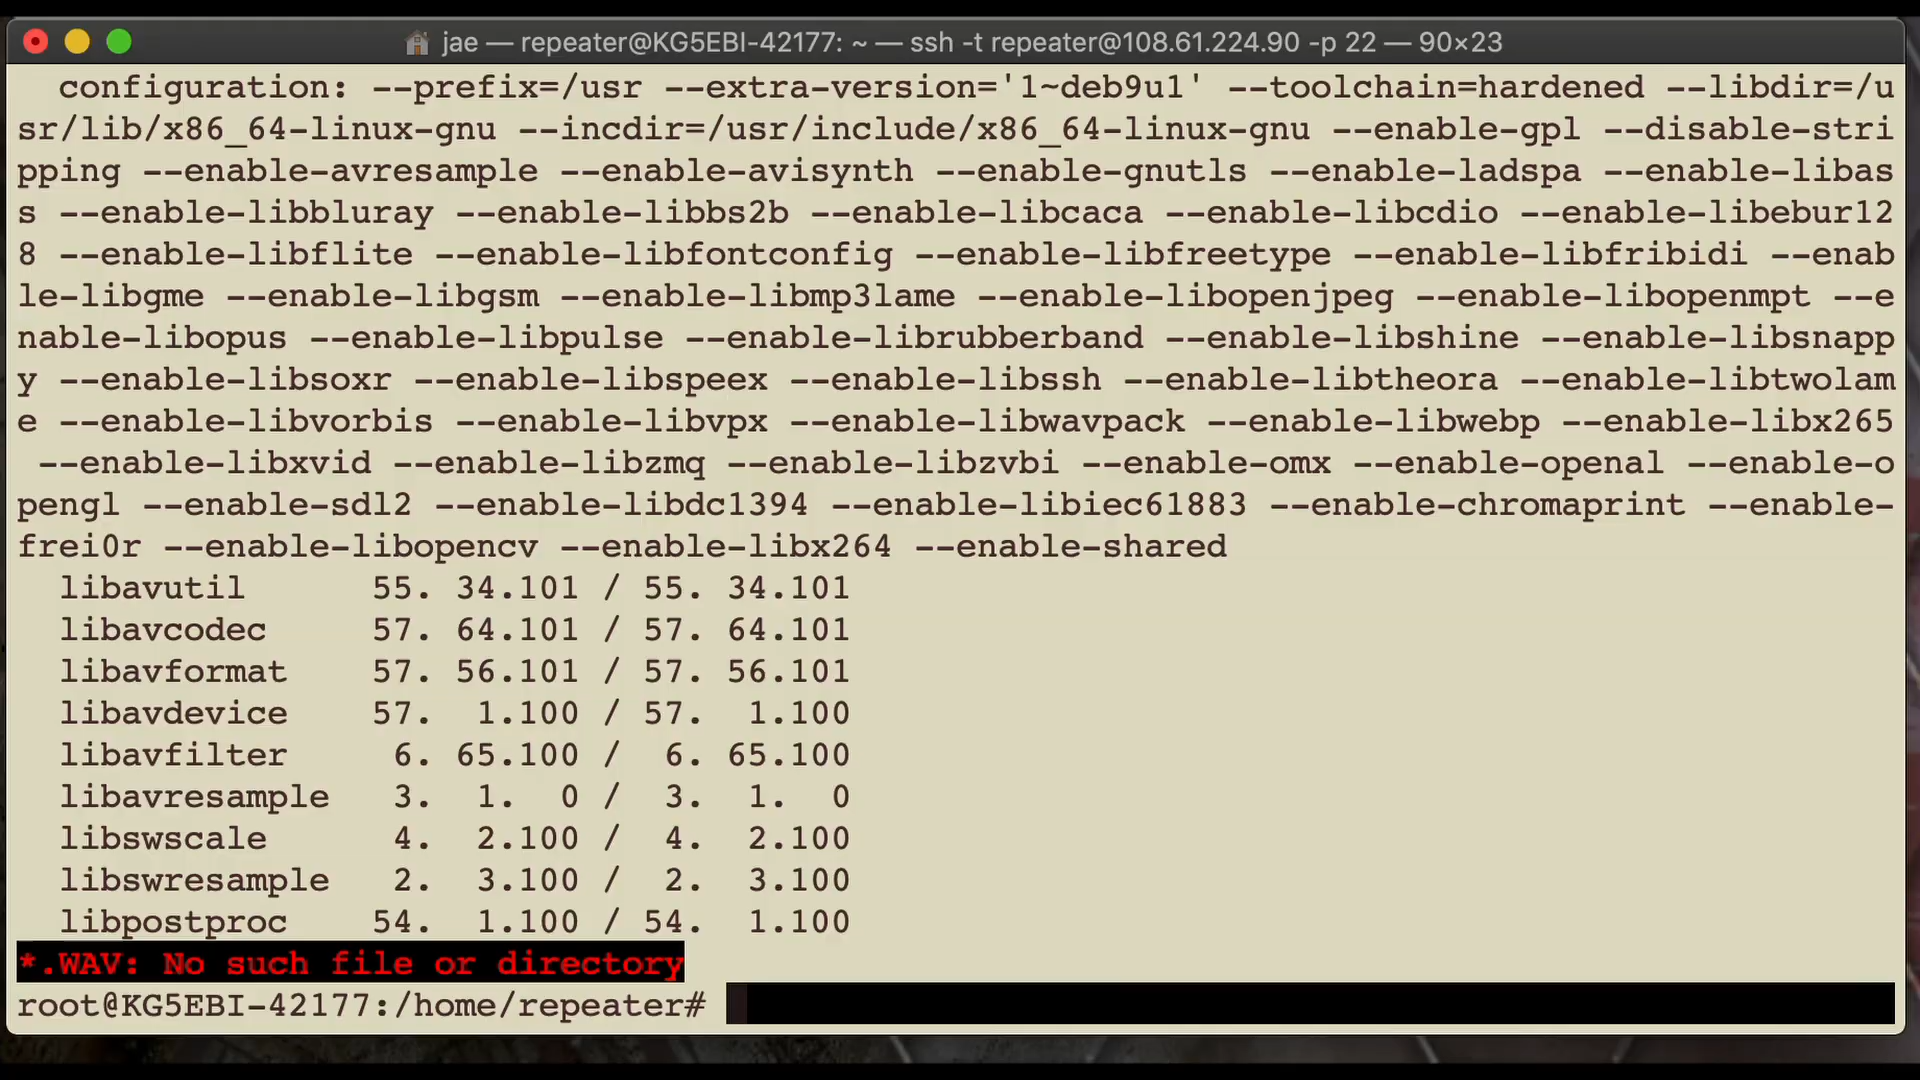 jae — repeater@KG5EBI-42177: ~ — ssh -t repeater@108.61.224.90 -p 22 — 90×23
configuration: --prefix=/usr --extra-version='1~deb9u1' --toolchain=hardened --libdir=/u
sr/lib/x86_64-linux-gnu --incdir=/usr/include/x86_64-linux-gnu --enable-gpl --disable-stri
pping --enable-avresample --enable-avisynth --enable-gnutls --enable-ladspa --enable-libas
s --enable-libbluray --enable-libbs2b --enable-libcaca --enable-libcdio --enable-libebur12
8 --enable-libflite --enable-libfontconfig --enable-libfreetype --enable-libfribidi --enab
le-libgme --enable-libgsm --enable-libmp3lame --enable-libopenjpeg --enable-libopenmpt --e
nable-libopus --enable-libpulse --enable-librubberband --enable-libshine --enable-libsnapp
y --enable-libsoxr --enable-libspeex --enable-libssh --enable-libtheora --enable-libtwolam
e --enable-libvorbis --enable-libvpx --enable-libwavpack --enable-libwebp --enable-libx265
--enable-libxvid --enable-libzmq --enable-libzvbi --enable-omx --enable-openal --enable-o
pengl --enable-sdl2 --enable-libdc1394 --enable-libiec61883 --enable-chromaprint --enable-
frei0r --enable-libopencv --enable-libx264 --enable-shared
libavutil      55. 34.101 / 55. 34.101
libavcodec     57. 64.101 / 57. 64.101
libavformat    57. 56.101 / 57. 56.101
libavdevice    57.  1.100 / 57.  1.100
libavfilter     6. 65.100 /  6. 65.100
libavresample   3.  1.  0 /  3.  1.  0
libswscale      4.  2.100 /  4.  2.100
libswresample   2.  3.100 /  2.  3.100
libpostproc    54.  1.100 / 54.  1.100
*.WAV: No such file or directory
root@KG5EBI-42177:/home/repeater#